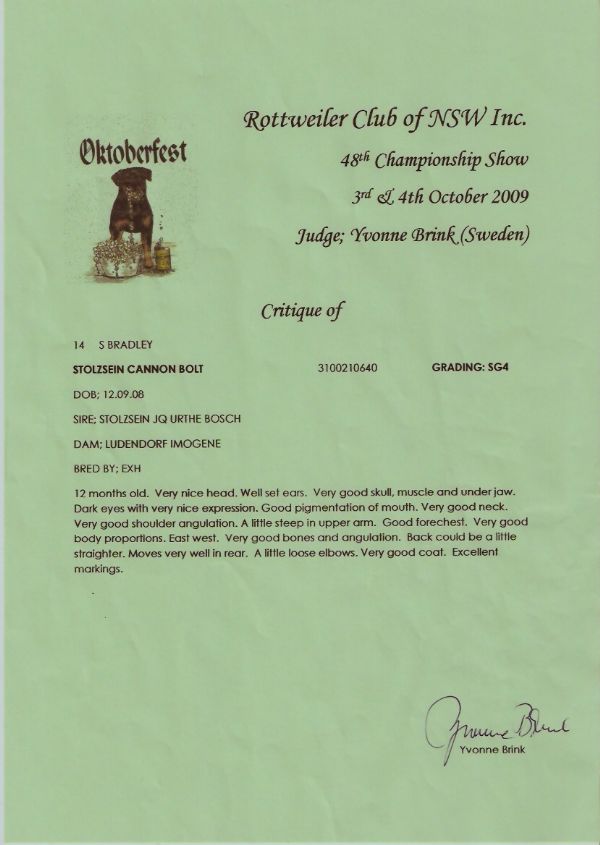 Rottweiler Club of NSW Inc.
Oktoberfest
48th Championship Show
3rd & 4th October 2009
Judge; Yvonne Brink (Sweden)
Critique of
14 S BRADLEY
STOLZSEIN CANNON BOLT 3100210640 GRADING: SG4
DOB; 12.09.08
SIRE; STOLZSEIN JQ URTHE BOSCH
DAM; LUDENDORF IMOGENE
BRED BY; EXH
12 months old. Very nice head. Well set ears. Very good skull, muscle and under jaw.
Dark eyes with very nice expression. Good pigmentation of mouth. Very good neck.
Very good shoulder angulation. A little steep in upper arm. Good forechest. Very good
body proportions. East west. Very good bones and angulation. Back could be a little
straighter. Moves very well in rear. A little loose elbows. Very good coat. Excellent
markings.
Yvonne Brink
Yvonne Brink